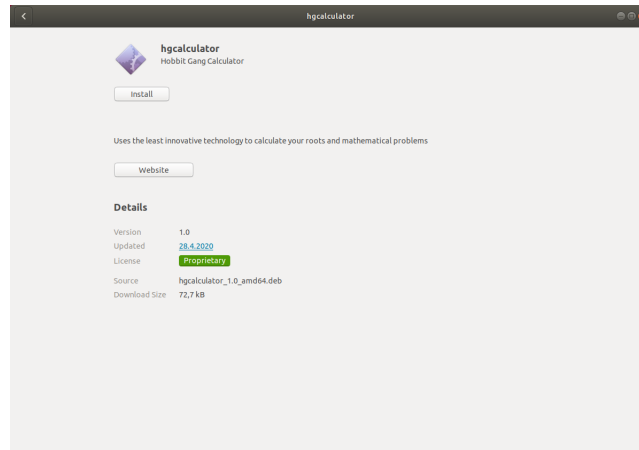 hgcalculator
hgcalculator
Hobbit Gang Calculator
Install
Uses the least innovative technology to calculate your roots and mathematical problems
Website
Details
Version 1.0
Updated 28.4.2020
License Proprietary
Source hgcalculator_1.0_amd64.deb
Download Size 72,7 kB